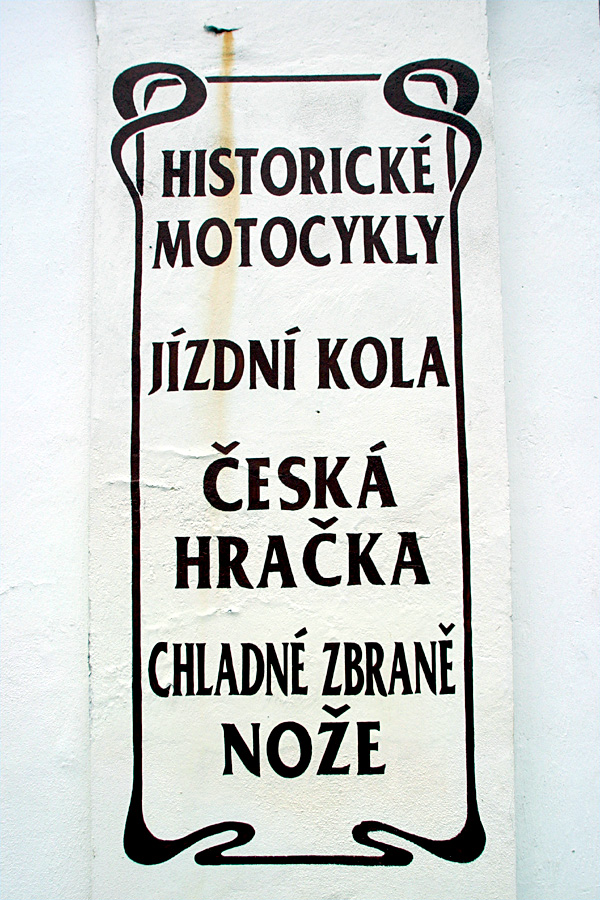 HISTORICKÉ
MOTOCYKLY
JÍZDNÍ KOLA
ČESKÁ
HRAČKA
CHLADNÉ ZBRANĚ
NOŽE